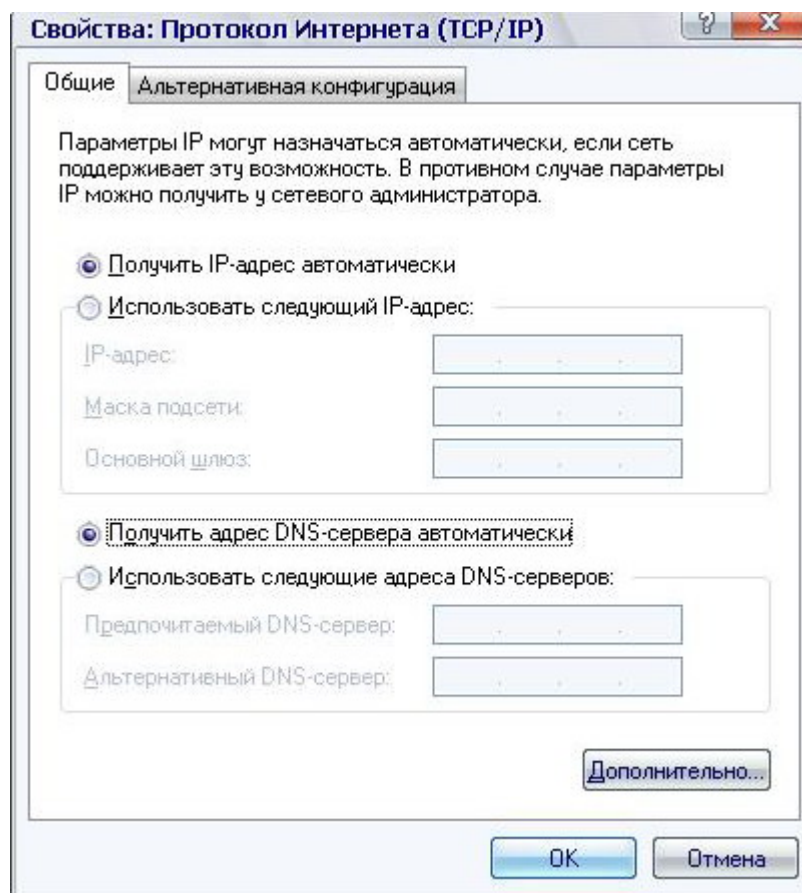 Свойства: Протокол Интернета (TCP/IP)
? X
Общие Альтернативная конфигурация
Параметры IP могут назначаться автоматически, если сеть
поддерживает эту возможность. В противном случае параметры
IP можно получить у сетевого администратора.
Получить IP-адрес автоматически
Использовать следующий IP-адрес:
IP-адрес:
Маска подсети:
Основной шлюз:
Получить адрес DNS-сервера автоматически
Использовать следующие адреса DNS-серверов:
Предпочитаемый DNS-сервер:
Альтернативный DNS-сервер:
Дополнительно...
OK Отмена